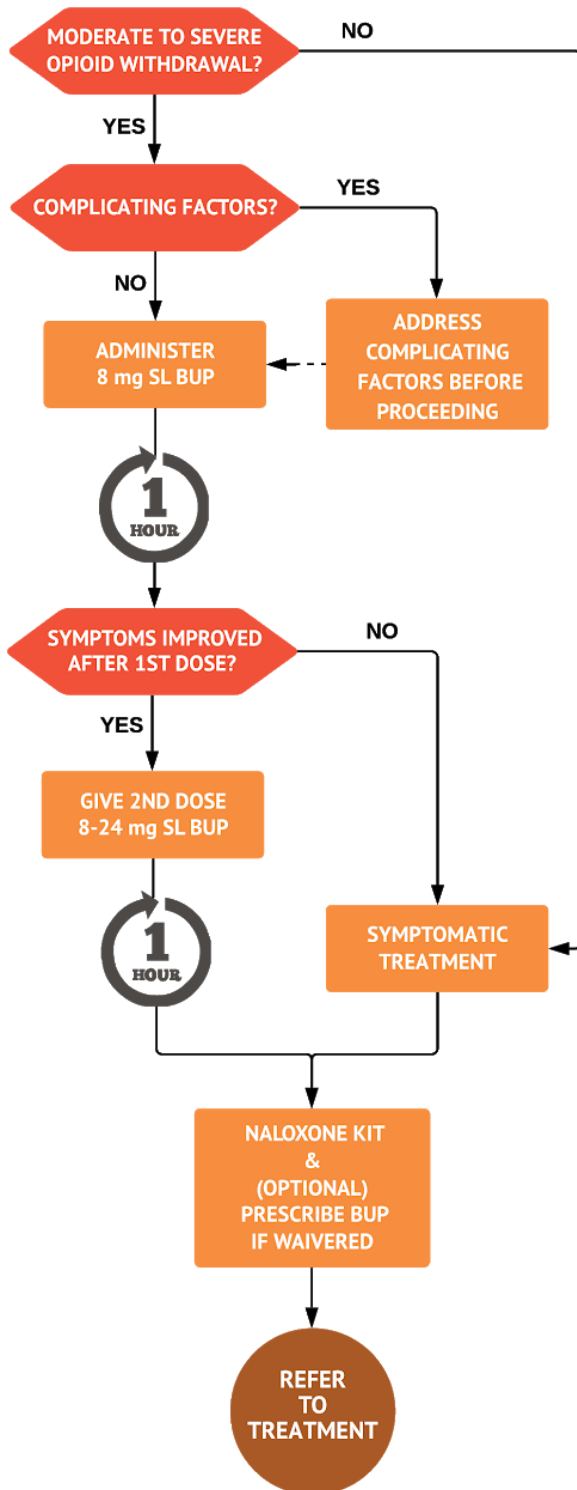 MODERATE TO SEVERE
OPIOID WITHDRAWAL?
NO
YES
COMPLICATING FACTORS?
YES
NO
ADMINISTER
8 mg SL BUP
ADDRESS
COMPLICATING
FACTORS BEFORE
PROCEEDING
1
HOUR
SYMPTOMS IMPROVED
AFTER 1ST DOSE?
NO
YES
GIVE 2ND DOSE
8-24 mg SL BUP
1
HOUR
SYMPTOMATIC
TREATMENT
NALOXONE KIT
&
(OPTIONAL)
PRESCRIBE BUP
IF WAIVERED
REFER
TO
TREATMENT